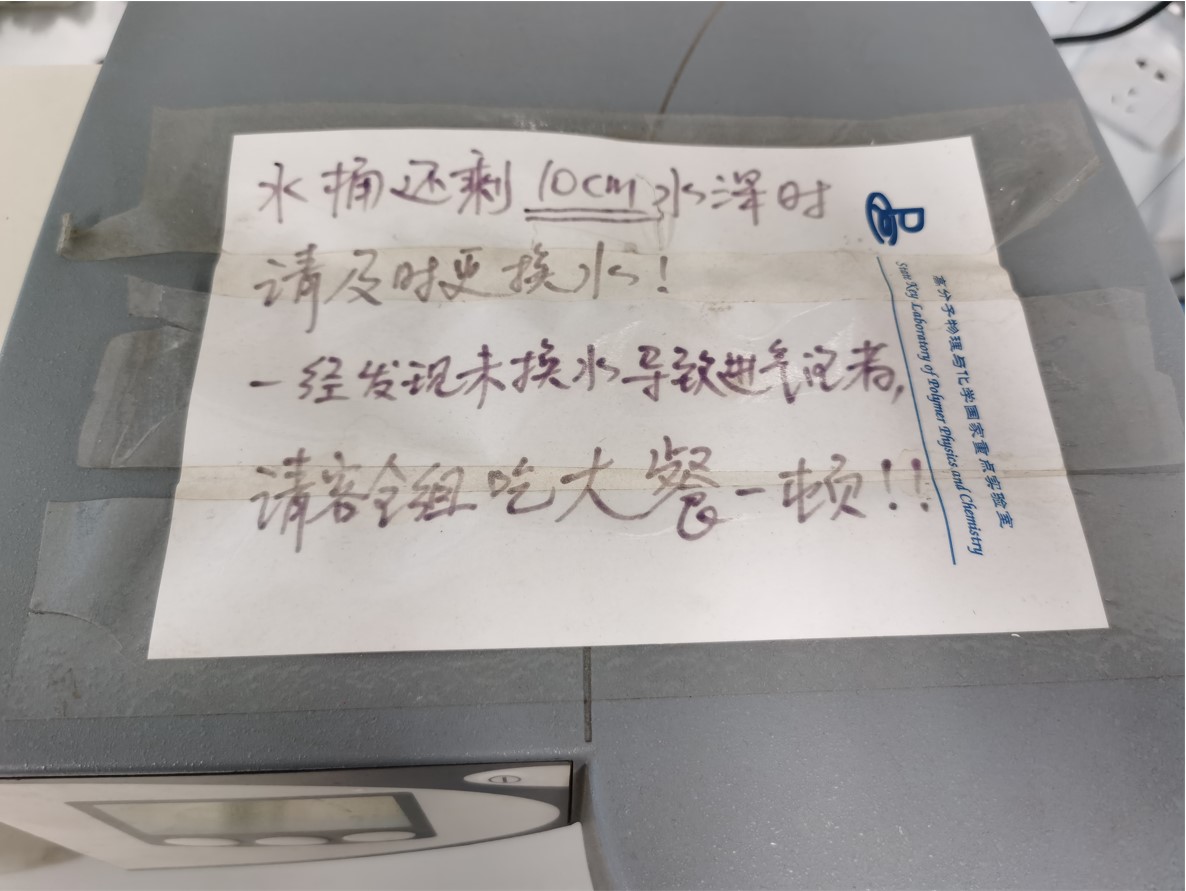 水桶还剩10cm水深时
请及时更换水!
一经发现未换水导致进气泡者,
请客全组吃大餐一顿!!
高分子物理与化学国家重点实验室
State Key Laboratory of Polymer Physics and Chemistry